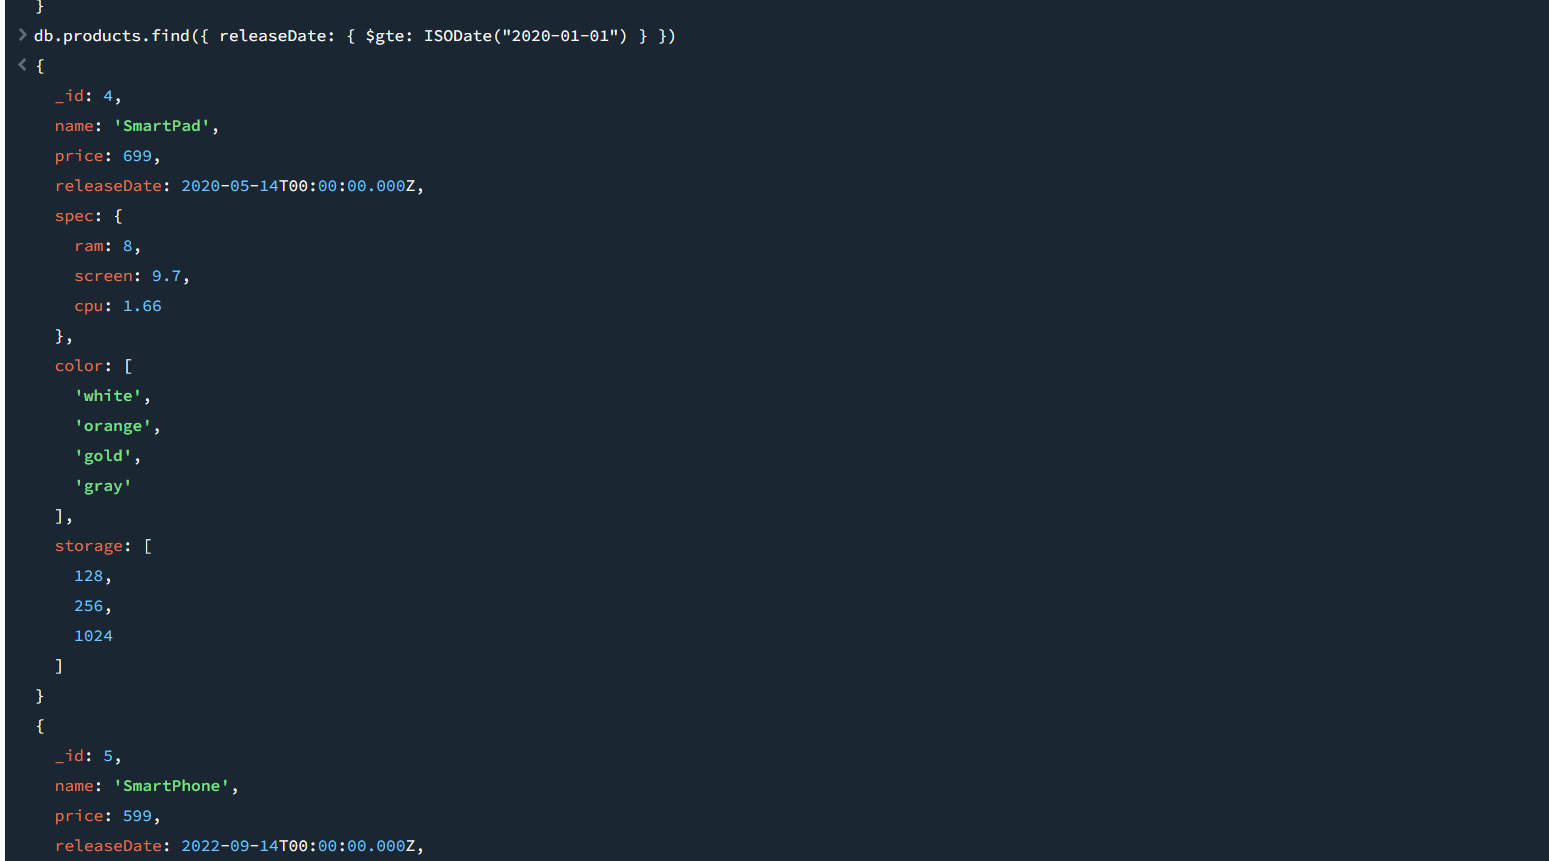 }
> db.products.find({ releaseDate: { $gte: ISODate("2020-01-01") } })
< {
_id: 4,
name: 'SmartPad',
price: 699,
releaseDate: 2020-05-14T00:00:00.000Z,
spec: {
ram: 8,
screen: 9.7,
cpu: 1.66
},
color: [
'white',
'orange',
'gold',
'gray'
],
storage: [
128,
256,
1024
]
}
{
_id: 5,
name: 'SmartPhone',
price: 599,
releaseDate: 2022-09-14T00:00:00.000Z,